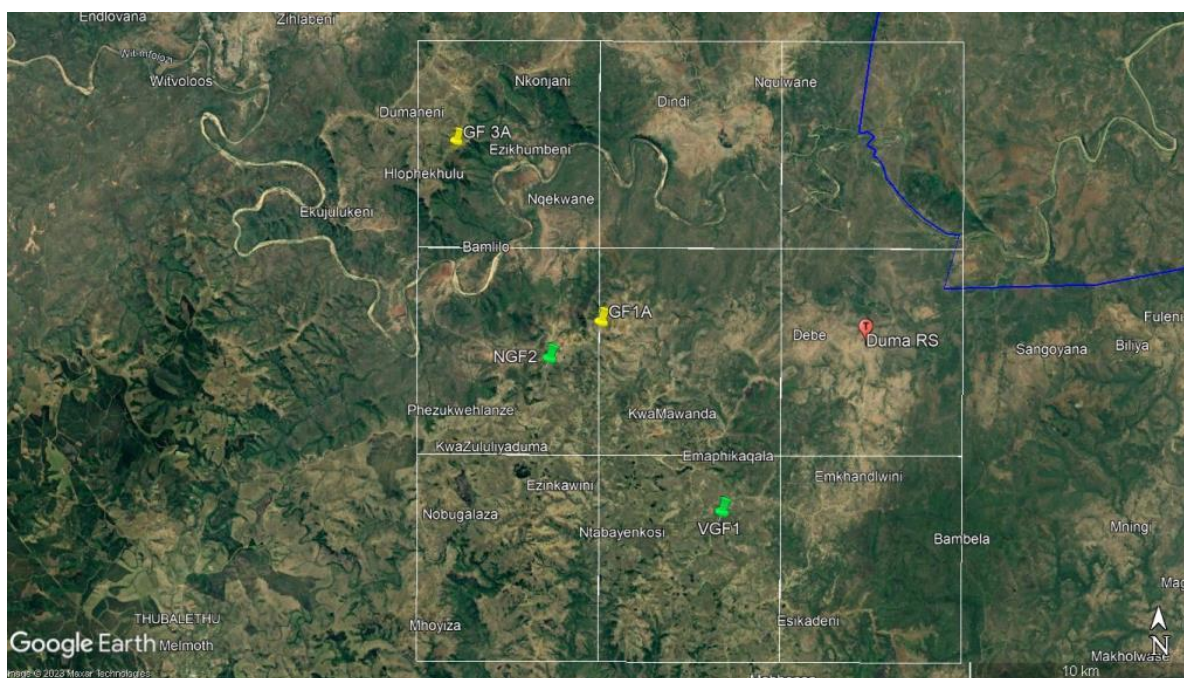 Endlovana
Zihlabeni
Witvoloos
Nkonjani
Nqulwane
Dindi
Dumaneni
GF 3A
Ezikhumbeni
Hlophekhulu
Nqekwane
Ekujulukeni
Bamlilo
GF1A
Fuleni
T
Debe
Duma RS
Sangoyana
Biliya
NGF2
Phezukwehlanze
KwaMawanda
KwaZululiyaduma
Emaphikaqala
Emkhandlwini
Ezinkawini
Nobugalaza
VGF1
Ntabayenkosi
Mningi
Bambela
THUBALETHU
Mhoyiza
Esikadeni
N
Google Earth
Melmoth
Makholwase
Image © 2023 Maxar Technologies
10 km